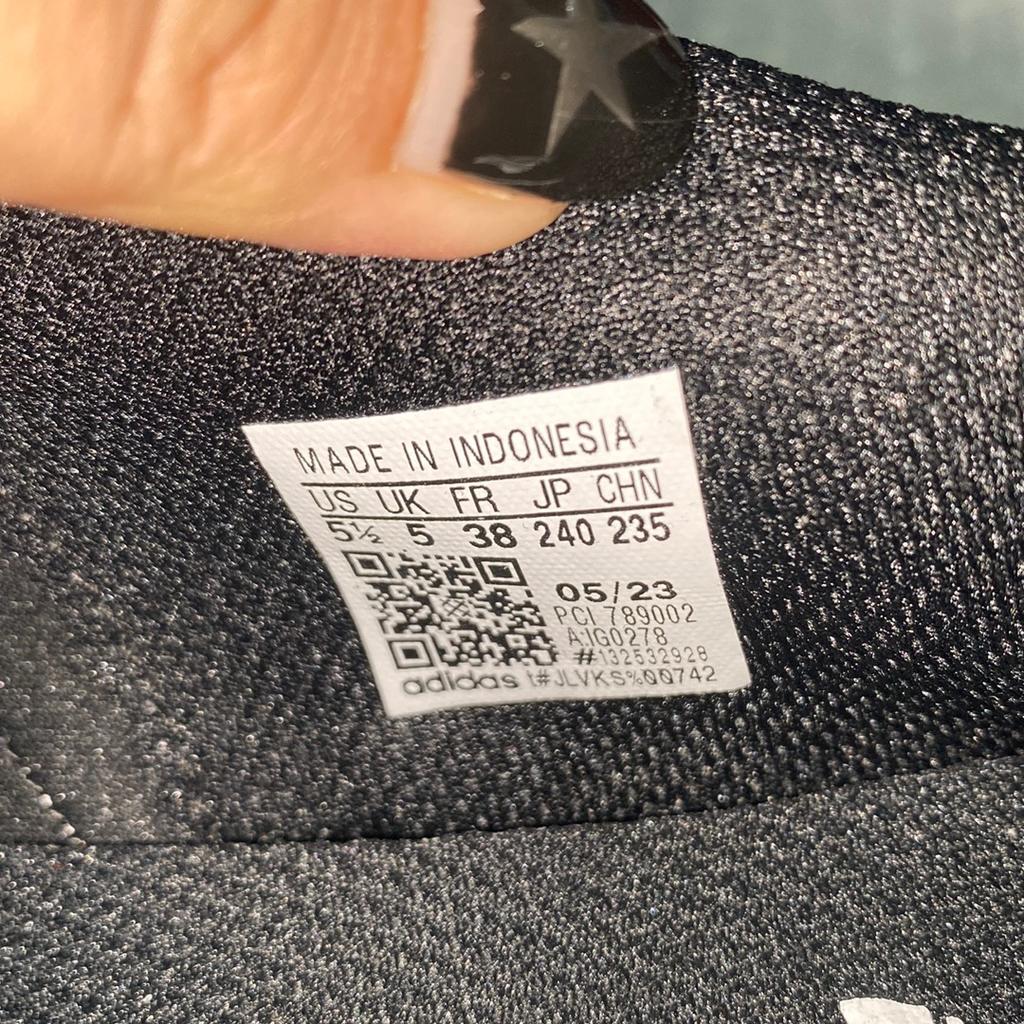 MADE IN INDONESIA
US UK FR JP CHN
5½ 5 38 240 235
05/23
PCI 789002
A:IG0278
#132532928
adidas t#JLVKS%00742